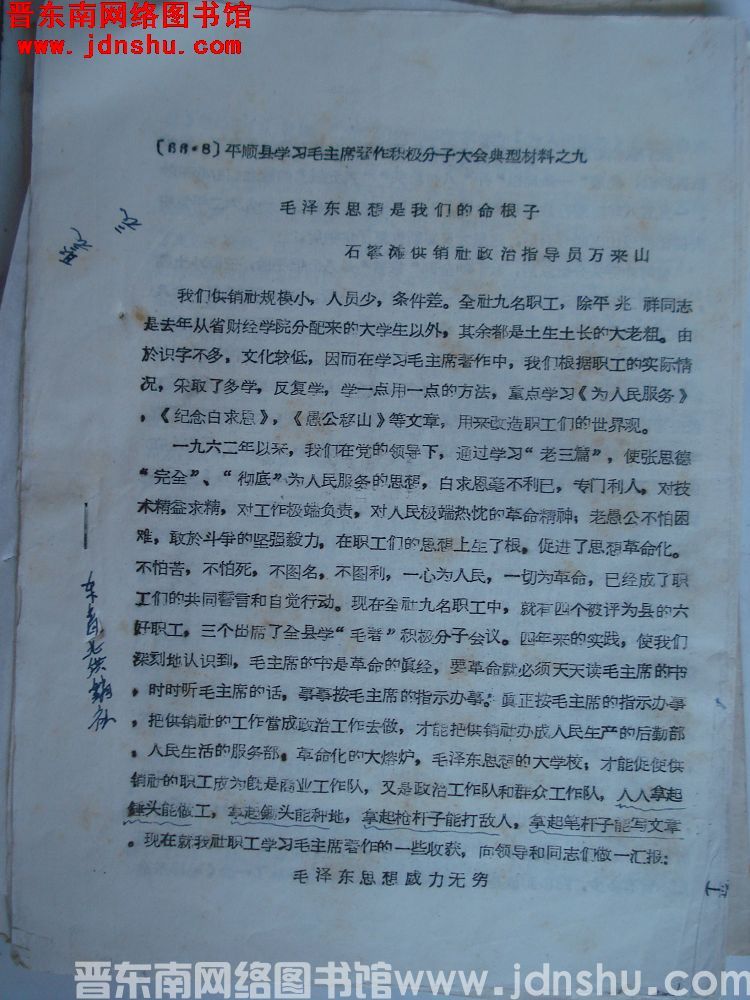 晋东南网络图书馆
www.jdnshu.com
〔66·8〕平顺县学习毛主席著作积极分子大会典型材料之九
毛泽东思想是我们的命根子
石窑滩供销社政治指导员万来山
我们供销社规模小，人员少，条件差。全社九名职工，除平兆祥同志
是去年从省财经学院分配来的大学生以外，其余都是土生土长的大老粗。由
於识字不多，文化较低，因而在学习毛主席著作中，我们根据职工的实际情
况，采取了多学，反复学，学一点用一点的方法，重点学习《为人民服务》
，《纪念白求恩》，《愚公移山》等文章，用来改造职工们的世界观。
一九六二年以来，我们在党的领导下，通过学习“老三篇”，使张思德
“完全”、“彻底”为人民服务的思想，白求恩毫不利已，专门利人，对技
术精益求精，对工作极端负责，对人民极端热忱的革命精神；老愚公不怕困
难，敢於斗争的坚强毅力，在职工们的思想上生了根，促进了思想革命化。
不怕苦，不怕死，不图名，不图利，一心为人民，一切为革命，已经成了职
工们的共同誓言和自觉行动。现在全社九名职工中，就有四个被评为县的六
好职工，三个出席了全县学“毛著”积极分子会议。四年来的实践，使我们
深刻地认识到，毛主席的书是革命的真经，要革命就必须天天读毛主席的书
，时时听毛主席的话，事事按毛主席的指示办事。真正按毛主席的指示办事
，把供销社的工作當成政治工作去做，才能把供销社办成人民生产的后勤部
，人民生活的服务部，革命化的大熔炉，毛泽东思想的大学校；才能促使供
销社的职工成为既是商业工作队，又是政治工作队和群众工作队，人人拿起
锤头能做工，拿起锄头能种地，拿起枪杆子能打敌人，拿起笔杆子能写文章
。现在就我社职工学习毛主席著作的一些收获，向领导和同志们做一汇报：
毛泽东思想威力无穷
晋东南网络图书馆www.jdnshu.com